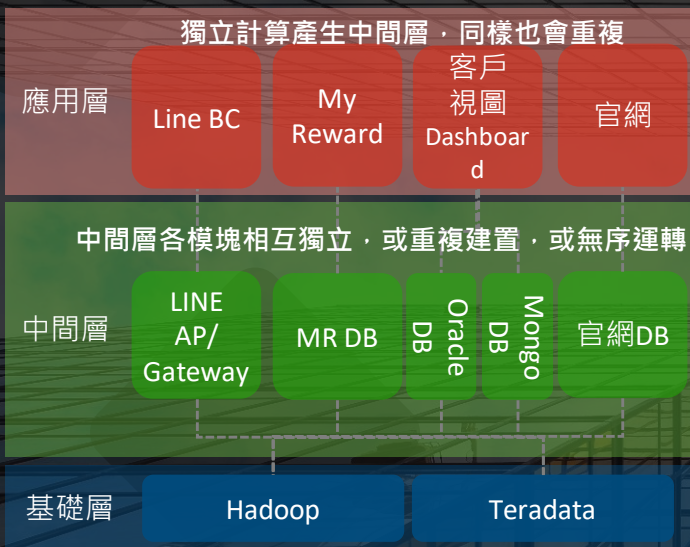 獨立計算產生中間層，同樣也會重複
應用層
Line BC
My
Reward
客戶
視圖
Dashboar
d
官網
中間層各模塊相互獨立，或重複建置，或無序運轉
中間層
LINE
AP/
Gateway
MR DB
Oracle
DB
Mongo
DB
官網DB
基礎層
Hadoop
Teradata